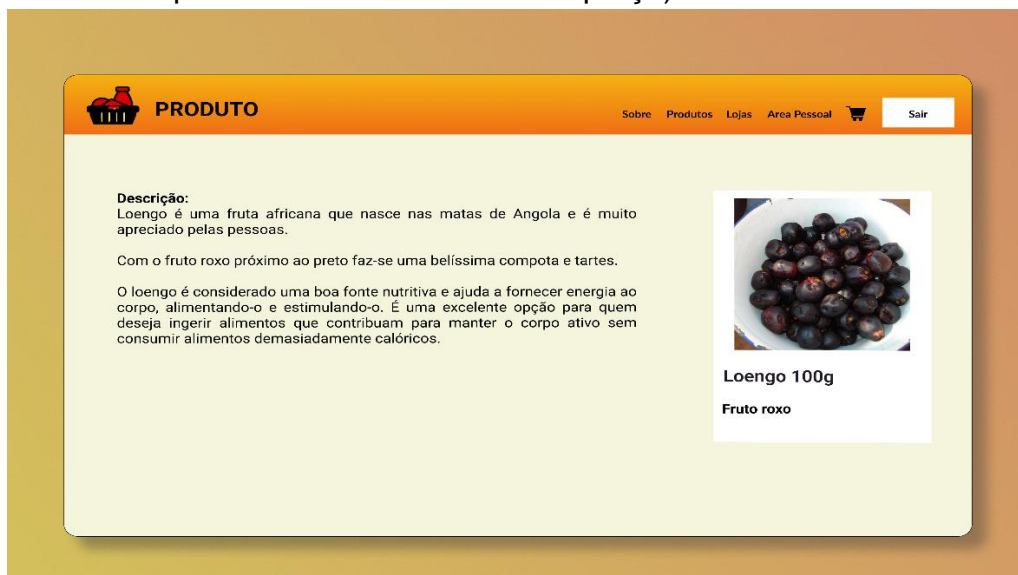 PRODUTO
Sobre Produtos Lojas Area Pessoal Sair
Descrição:
Loengo é uma fruta africana que nasce nas matas de Angola e é muito
apreciado pelas pessoas.
Com o fruto roxo próximo ao preto faz-se uma belíssima compota e tartes.
O loengo é considerado uma boa fonte nutritiva e ajuda a fornecer energia ao
corpo, alimentando-o e estimulando-o. É uma excelente opção para quem
deseja ingerir alimentos que contribuam para manter o corpo ativo sem
consumir alimentos demasiadamente calóricos.
Loengo 100g
Fruto roxo